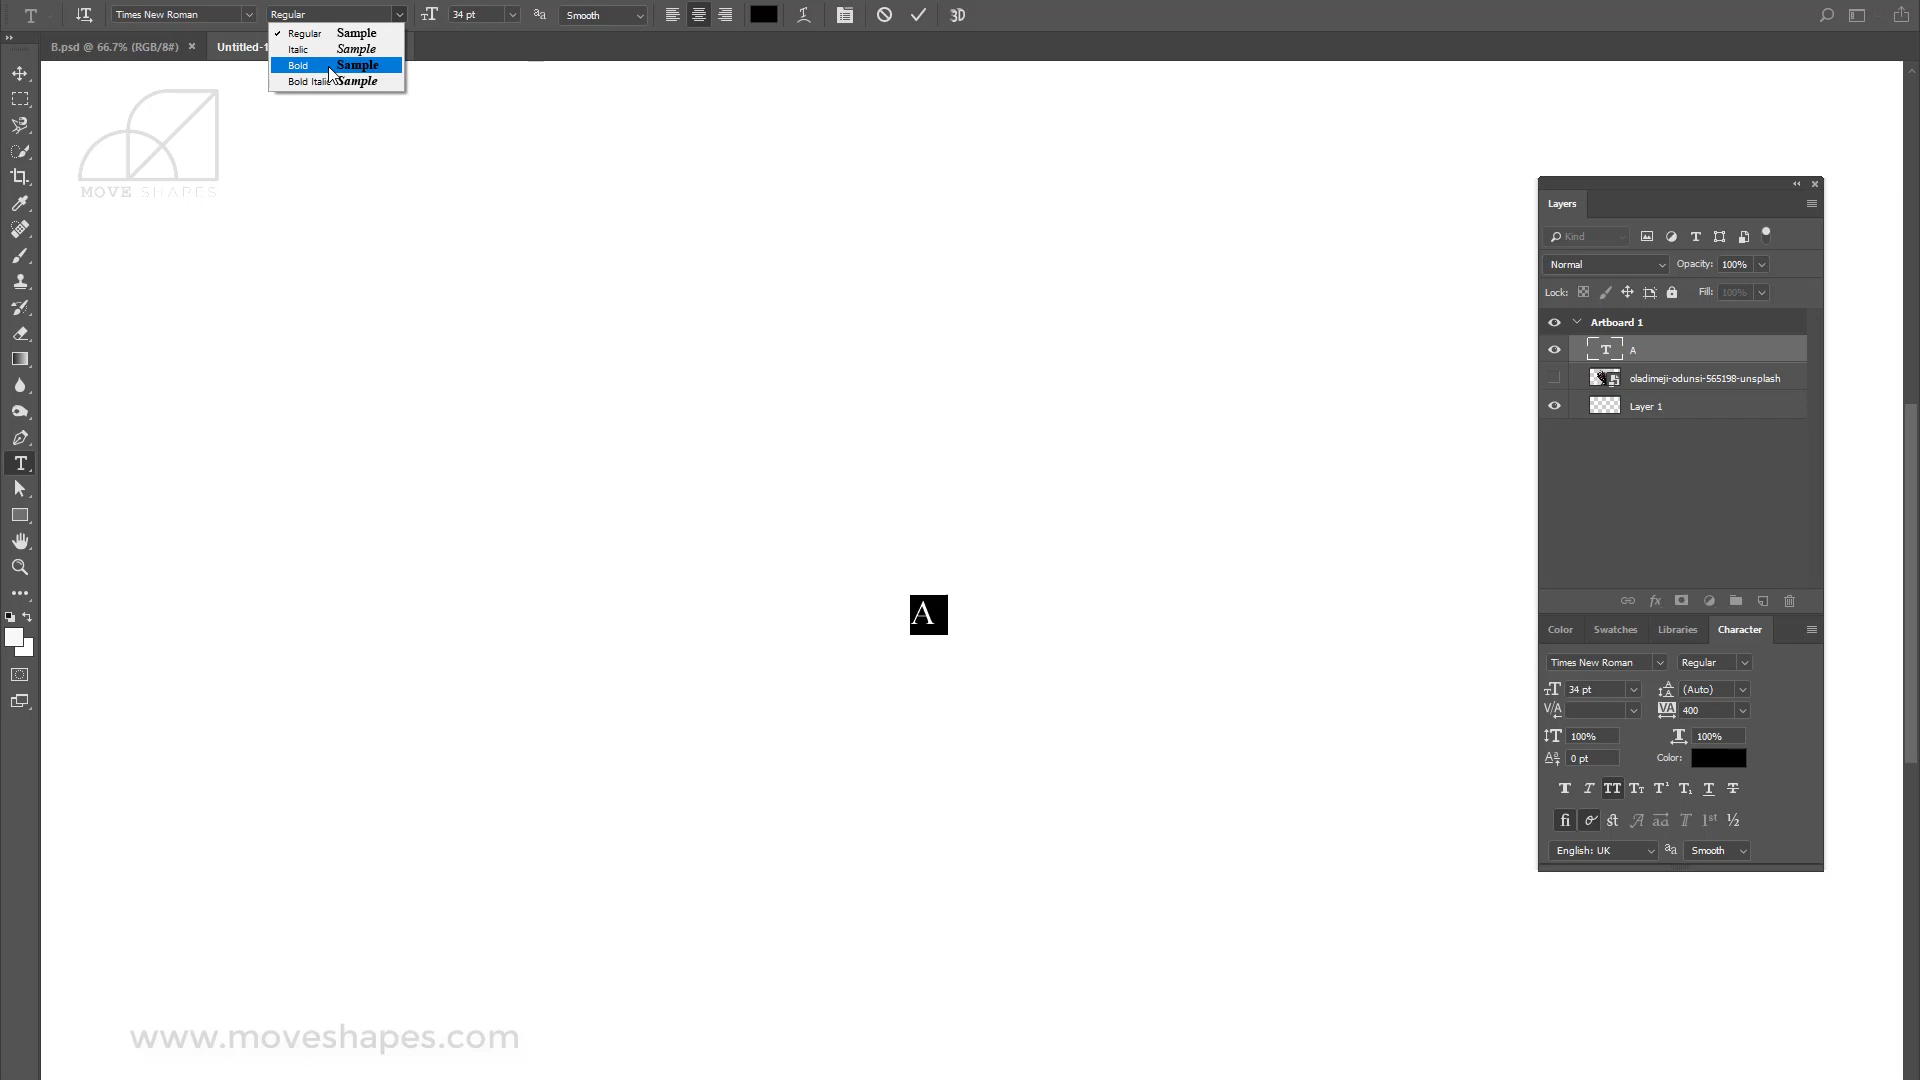 Times New Roman
Regular
34 pt
Smooth
3D
Regular Sample
Italic Sample
Bold Sample
Bold Italic Sample
B.psd @ 66.7% (RGB/8#)
Untitled-1
MOVE SHAPES
Layers
Kind
Normal
Opacity: 100%
Lock:
Fill: 100%
Artboard 1
A
oladimeji-odunsi-565198-unsplash
Layer 1
A
Color
Swatches
Libraries
Character
Times New Roman
Regular
34 pt
(Auto)
400
100%
100%
0 pt
Color:
English: UK
Smooth
www.moveshapes.com